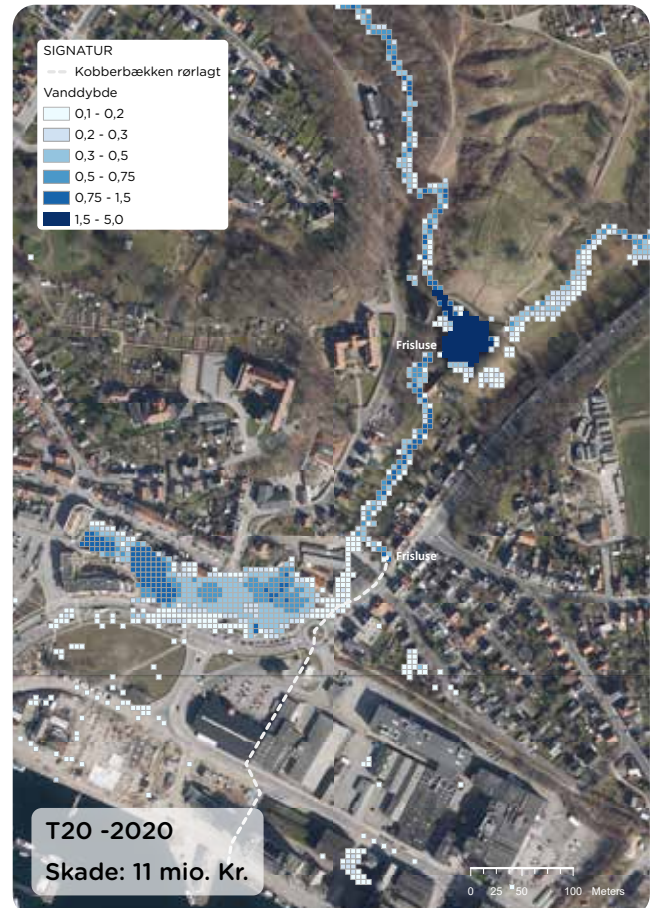 SIGNATUR
Kobberbækken rørlagt
Vanddybde
0,1 - 0,2
0,2 - 0,3
0,3 - 0,5
0,5 - 0,75
0,75 - 1,5
1,5 - 5,0
Frisluse
Frisluse
T20 -2020
Skade: 11 mio. Kr.
0 25 50 100 Meters